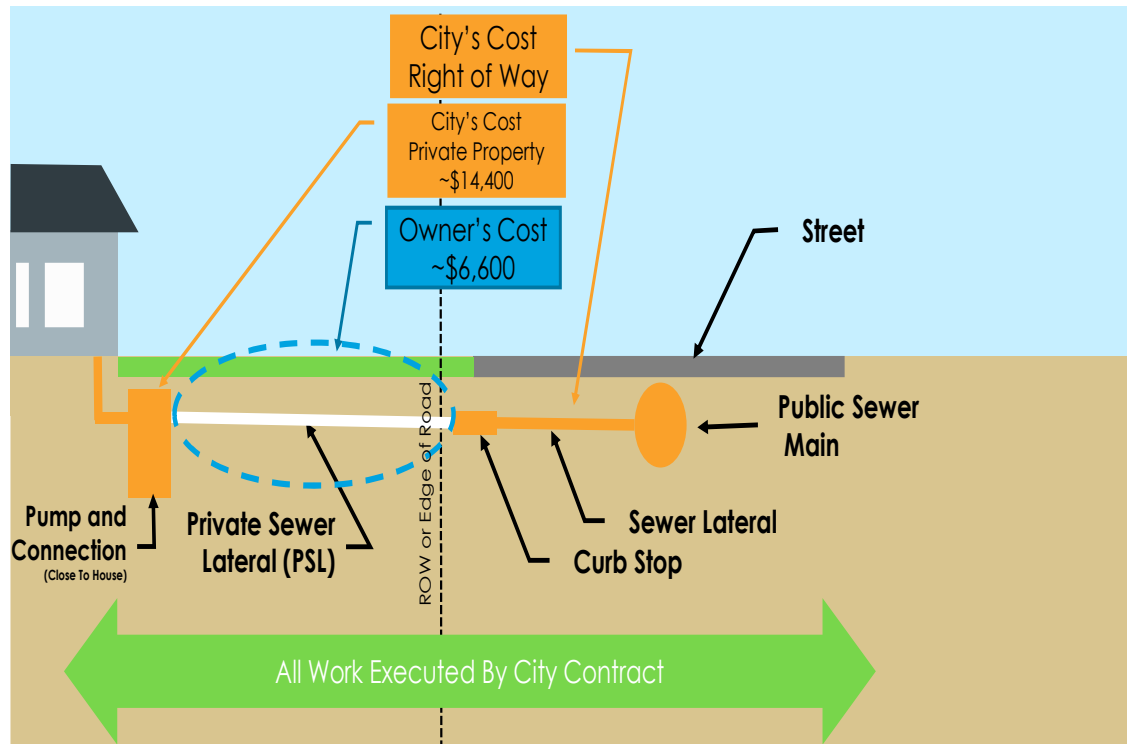 City's Cost
Right of Way
City's Cost
Private Property
~$14,400
Owner's Cost
~$6,600
Street
Public Sewer
Main
Sewer Lateral
Curb Stop
ROW or Edge of Road
Private Sewer
Lateral (PSL)
Pump and
Connection
(Close To House)
All Work Executed By City Contract